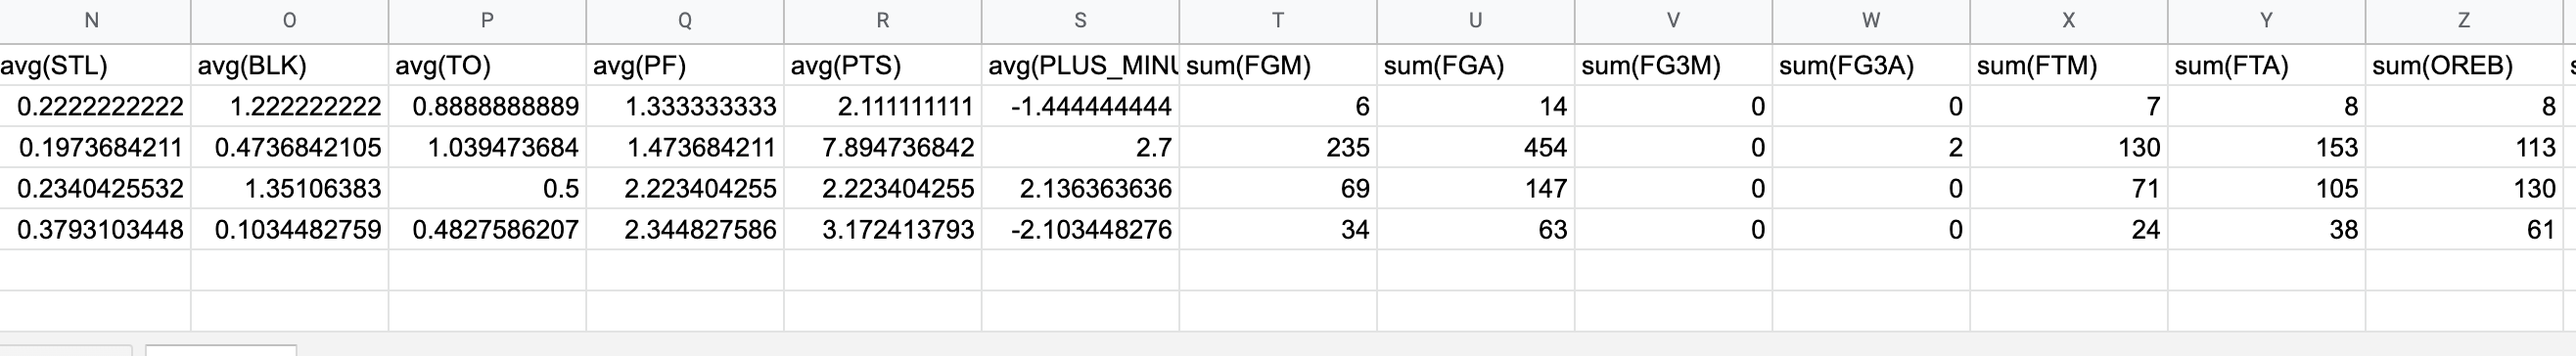 N O P Q R S T U V W X Y Z
avg(STL) avg(BLK) avg(TO) avg(PF) avg(PTS) avg(PLUS_MINU sum(FGM) sum(FGA) sum(FG3M) sum(FG3A) sum(FTM) sum(FTA) sum(OREB)
0.2222222222 1.222222222 0.8888888889 1.333333333 2.111111111 -1.444444444 6 14 0 0 7 8 8
0.1973684211 0.4736842105 1.039473684 1.473684211 7.894736842 2.7 235 454 0 2 130 153 113
0.2340425532 1.35106383 0.5 2.223404255 2.223404255 2.136363636 69 147 0 0 71 105 130
0.3793103448 0.1034482759 0.4827586207 2.344827586 3.172413793 -2.103448276 34 63 0 0 24 38 61